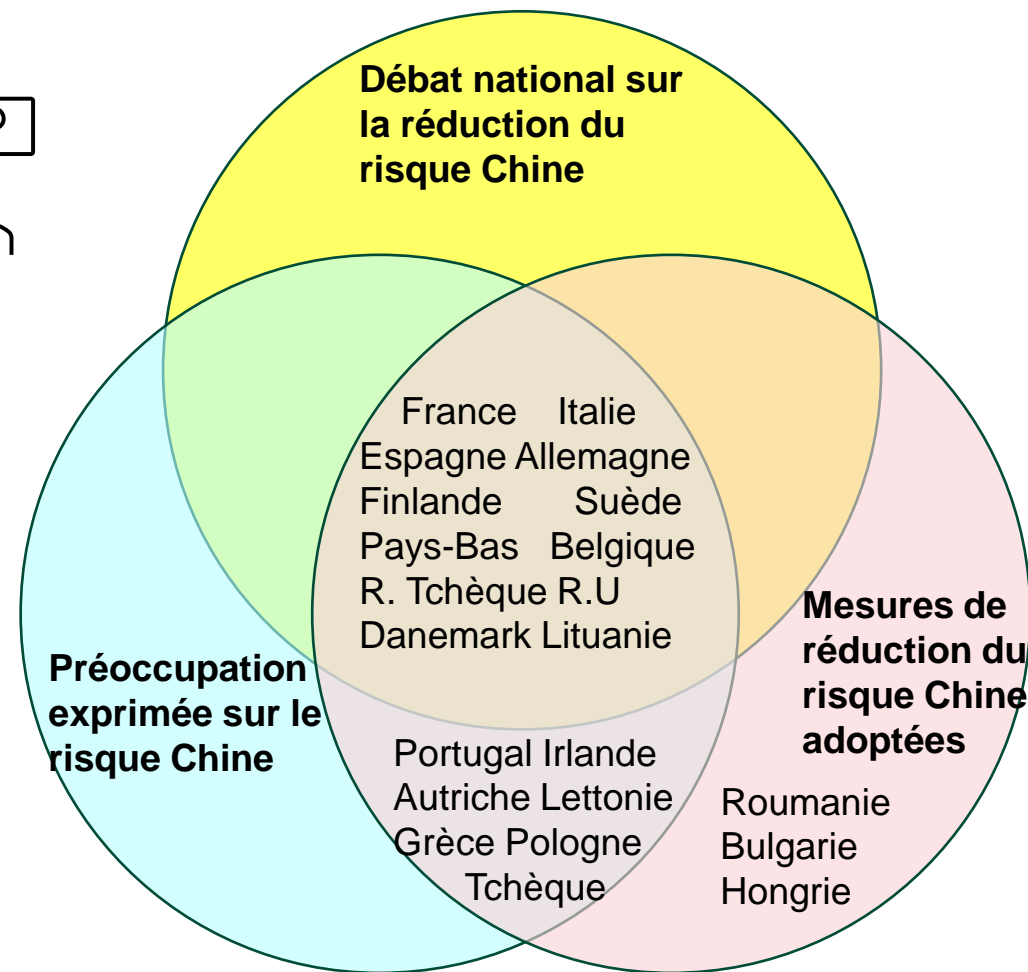 Débat national sur
la réduction du
risque Chine
France Italie
Espagne Allemagne
Finlande Suède
Pays-Bas Belgique
R. Tchèque R.U
Danemark Lituanie
Préoccupation
exprimée sur le
risque Chine
Mesures de
réduction du
risque Chine
adoptées
Portugal Irlande
Autriche Lettonie
Grèce Pologne
Tchèque
Roumanie
Bulgarie
Hongrie